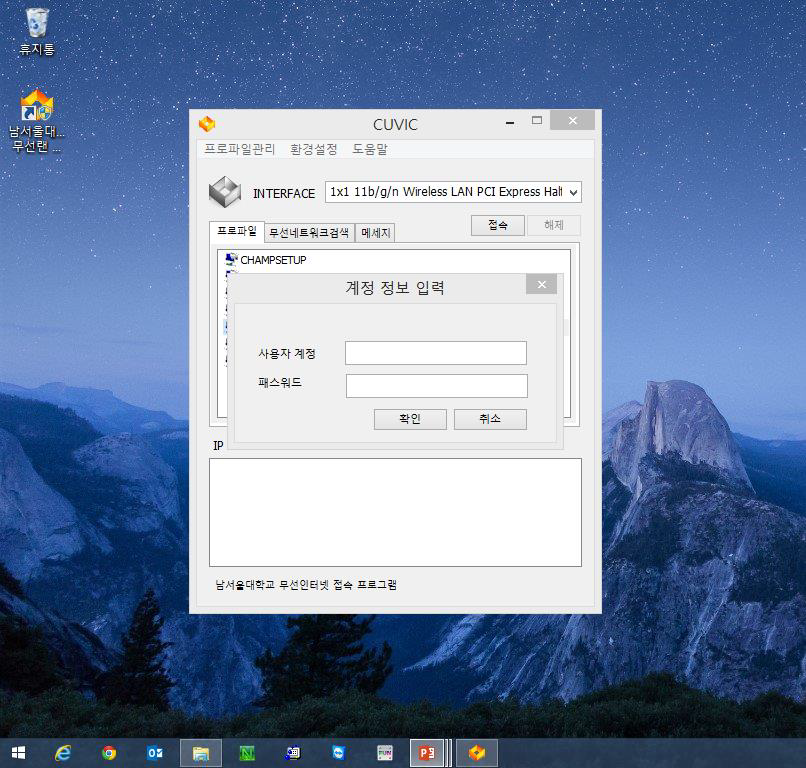 휴지통
남서울대...
무선랜 ...
CUVIC
프로파일관리 환경설정 도움말
INTERFACE
1x1 11b/g/n Wireless LAN PCI Express Half
접속
해제
프로파일
무선네트워크검색
메세지
CHAMPSETUP
계정 정보 입력
사용자 계정
패스워드
확인
취소
IP
남서울대학교 무선인터넷 접속 프로그램